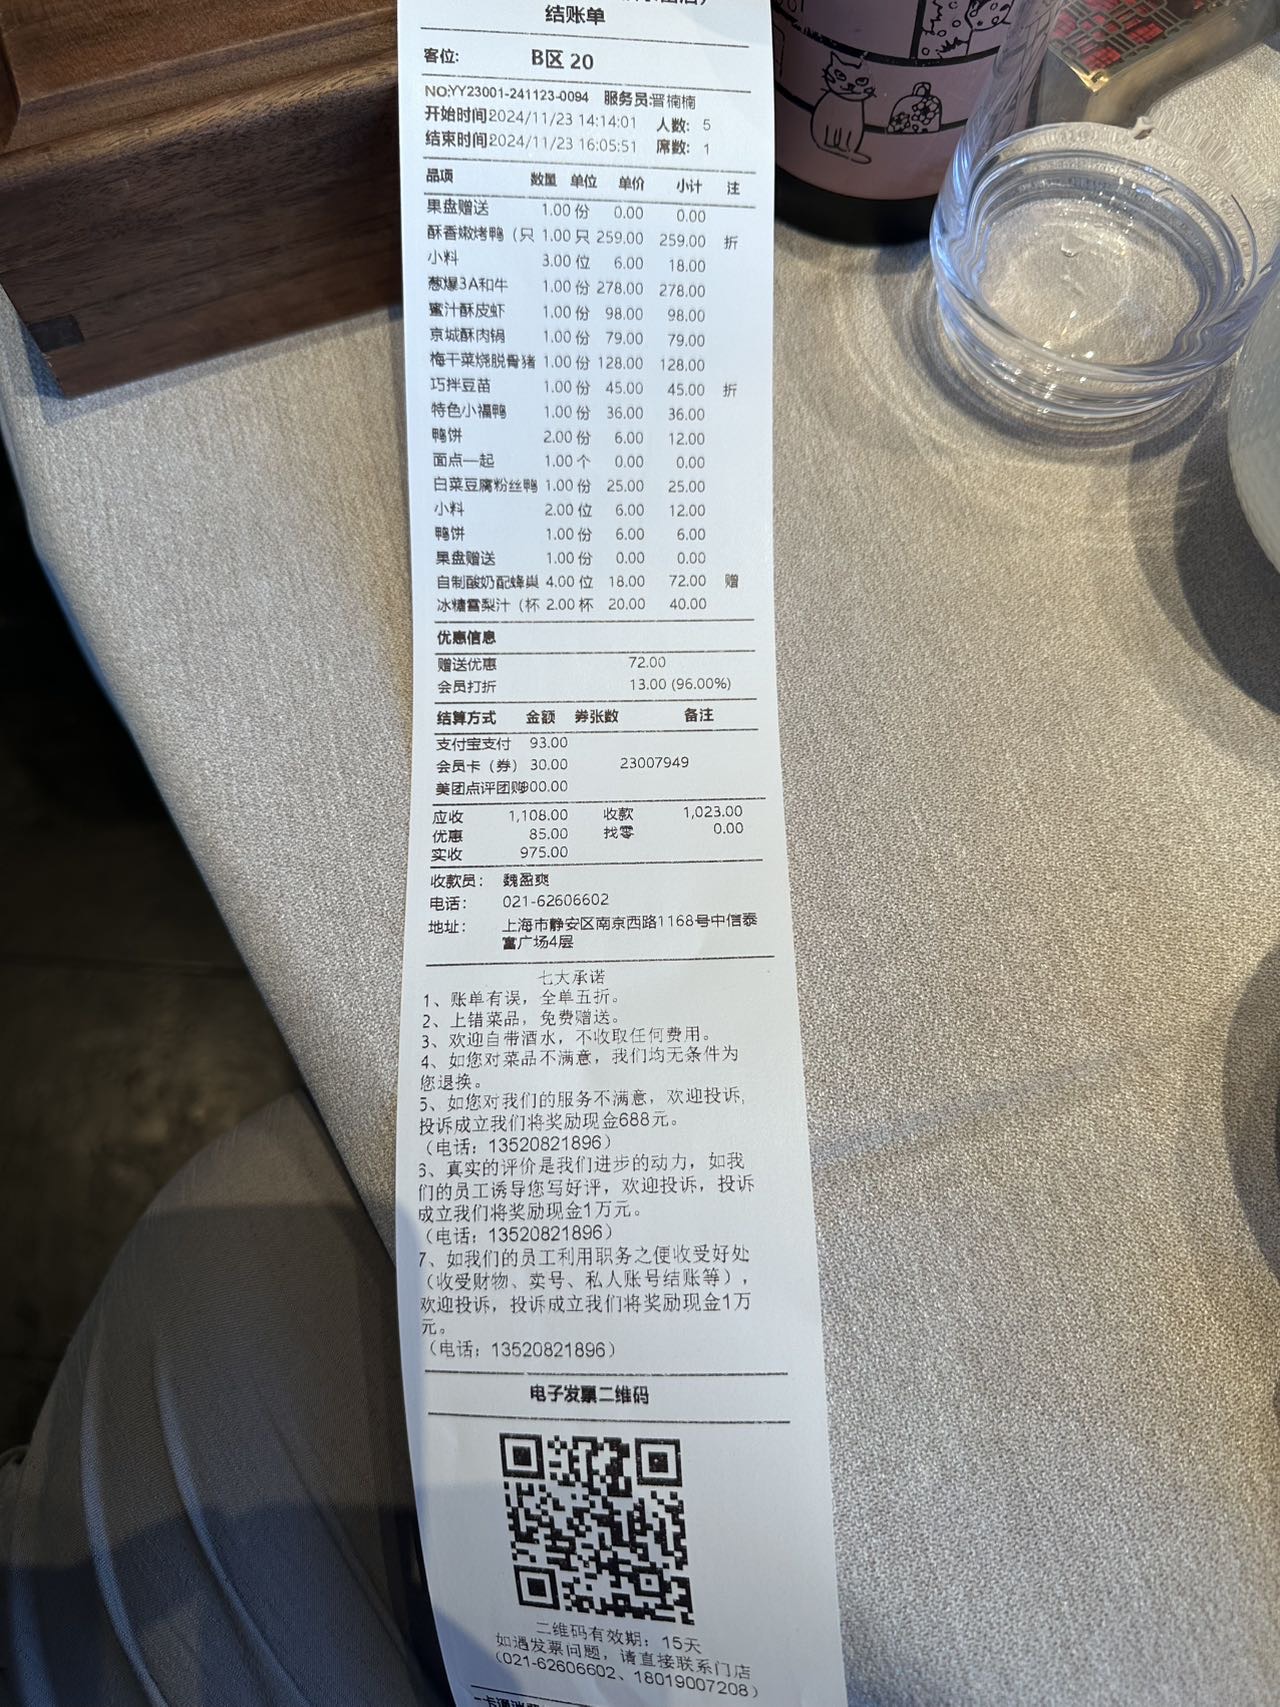 结账单
客位: B区 20
NO:YY23001-241123-0094 服务员:晋楠楠
开始时间2024/11/23 14:14:01 人数: 5
结束时间2024/11/23 16:05:51 席数: 1
品项 数量 单位 单价 小计 注
果盘赠送 1.00 份 0.00 0.00
酥香嫩烤鸭（只 1.00 只 259.00 259.00 折
小料 3.00 位 6.00 18.00
葱爆3A和牛 1.00 份 278.00 278.00
蜜汁酥皮虾 1.00 份 98.00 98.00
京城酥肉锅 1.00 份 79.00 79.00
梅干菜烧脱骨猪 1.00 份 128.00 128.00
巧拌豆苗 1.00 份 45.00 45.00 折
特色小福鸭 1.00 份 36.00 36.00
鸭饼 2.00 份 6.00 12.00
面点一起 1.00 个 0.00 0.00
白菜豆腐粉丝鸭 1.00 份 25.00 25.00
小料 2.00 位 6.00 12.00
鸭饼 1.00 份 6.00 6.00
果盘赠送 1.00 份 0.00 0.00
自制酸奶配蜂巢 4.00 位 18.00 72.00 赠
冰糖雪梨汁（杯 2.00 杯 20.00 40.00
优惠信息
赠送优惠 72.00
会员打折 13.00 (96.00%)
结算方式 金额 券张数 备注
支付宝支付 93.00
会员卡（券） 30.00 23007949
美团点评团购900.00
应收 1,108.00 收款 1,023.00
优惠 85.00 找零 0.00
实收 975.00
收款员: 魏盈爽
电话: 021-62606602
地址: 上海市静安区南京西路1168号中信泰
富广场4层
七大承诺
1、账单有误，全单五折。
2、上错菜品，免费赠送。
3、欢迎自带酒水，不收取任何费用。
4、如您对菜品不满意，我们均无条件为
您退换。
5、如您对我们的服务不满意，欢迎投诉,
投诉成立我们将奖励现金688元。
（电话：13520821896）
6、真实的评价是我们进步的动力，如我
们的员工诱导您写好评，欢迎投诉，投诉
成立我们将奖励现金1万元。
（电话：13520821896）
7、如我们的员工利用职务之便收受好处
（收受财物、卖号、私人账号结账等），
欢迎投诉，投诉成立我们将奖励现金1万
元。
（电话：13520821896）
电子发票二维码
二维码有效期：15天
如遇发票问题，请直接联系门店
（021-62606602、18019007208）